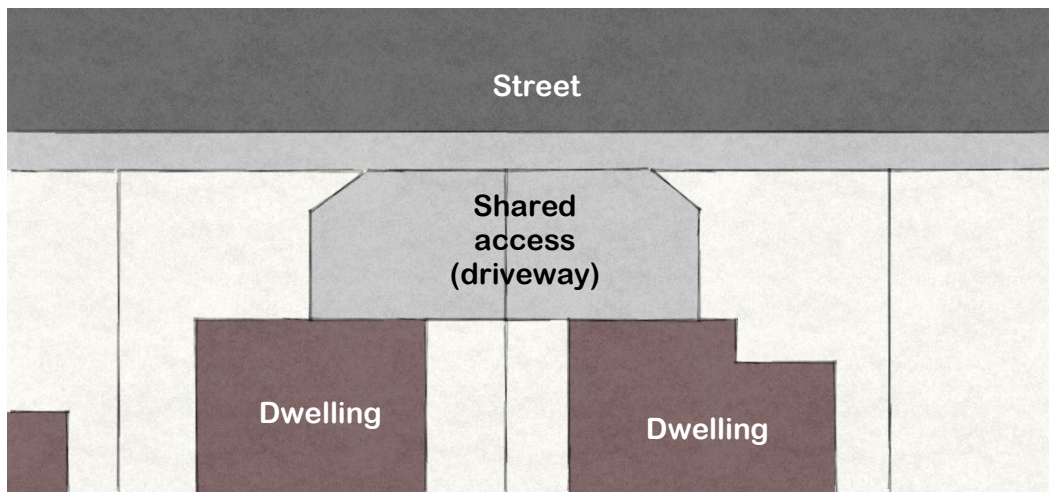 Street
Shared
access
(driveway)
Dwelling
Dwelling